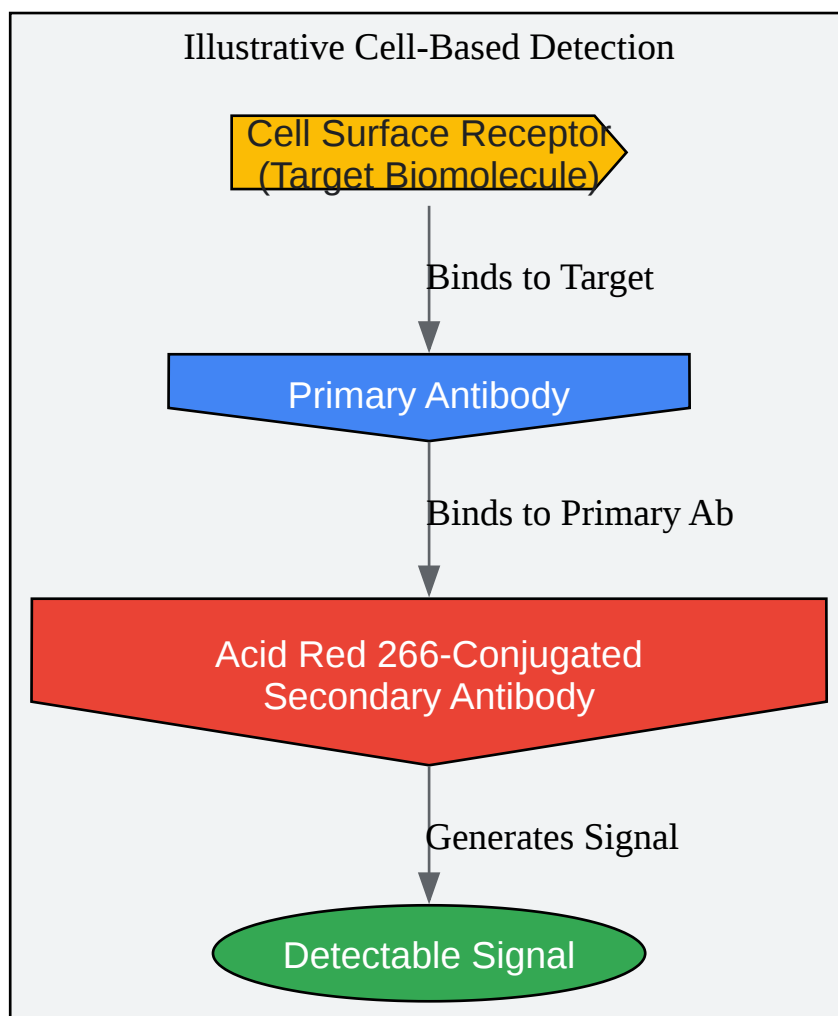 Illustrative Cell-Based Detection
Cell Surface Receptor
(Target Biomolecule)
Binds to Target
Primary Antibody
Binds to Primary Ab
Acid Red 266-Conjugated
Secondary Antibody
Generates Signal
Detectable Signal